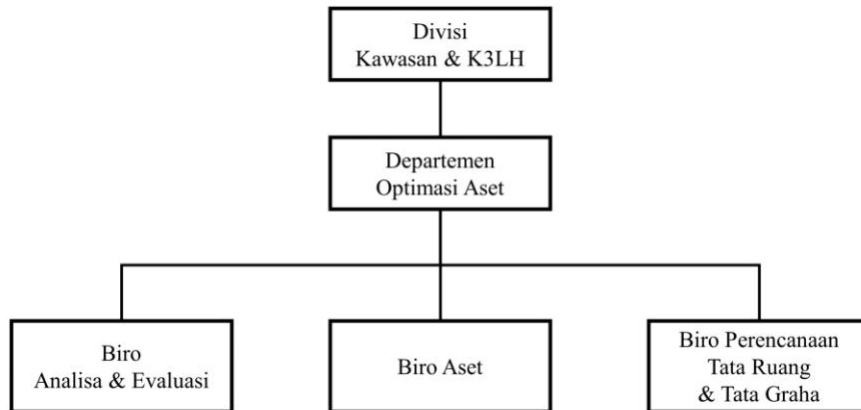 Divisi
Kawasan & K3LH
Departemen
Optimasi Aset
Biro
Analisa & Evaluasi
Biro Aset
Biro Perencanaan
Tata Ruang
& Tata Graha